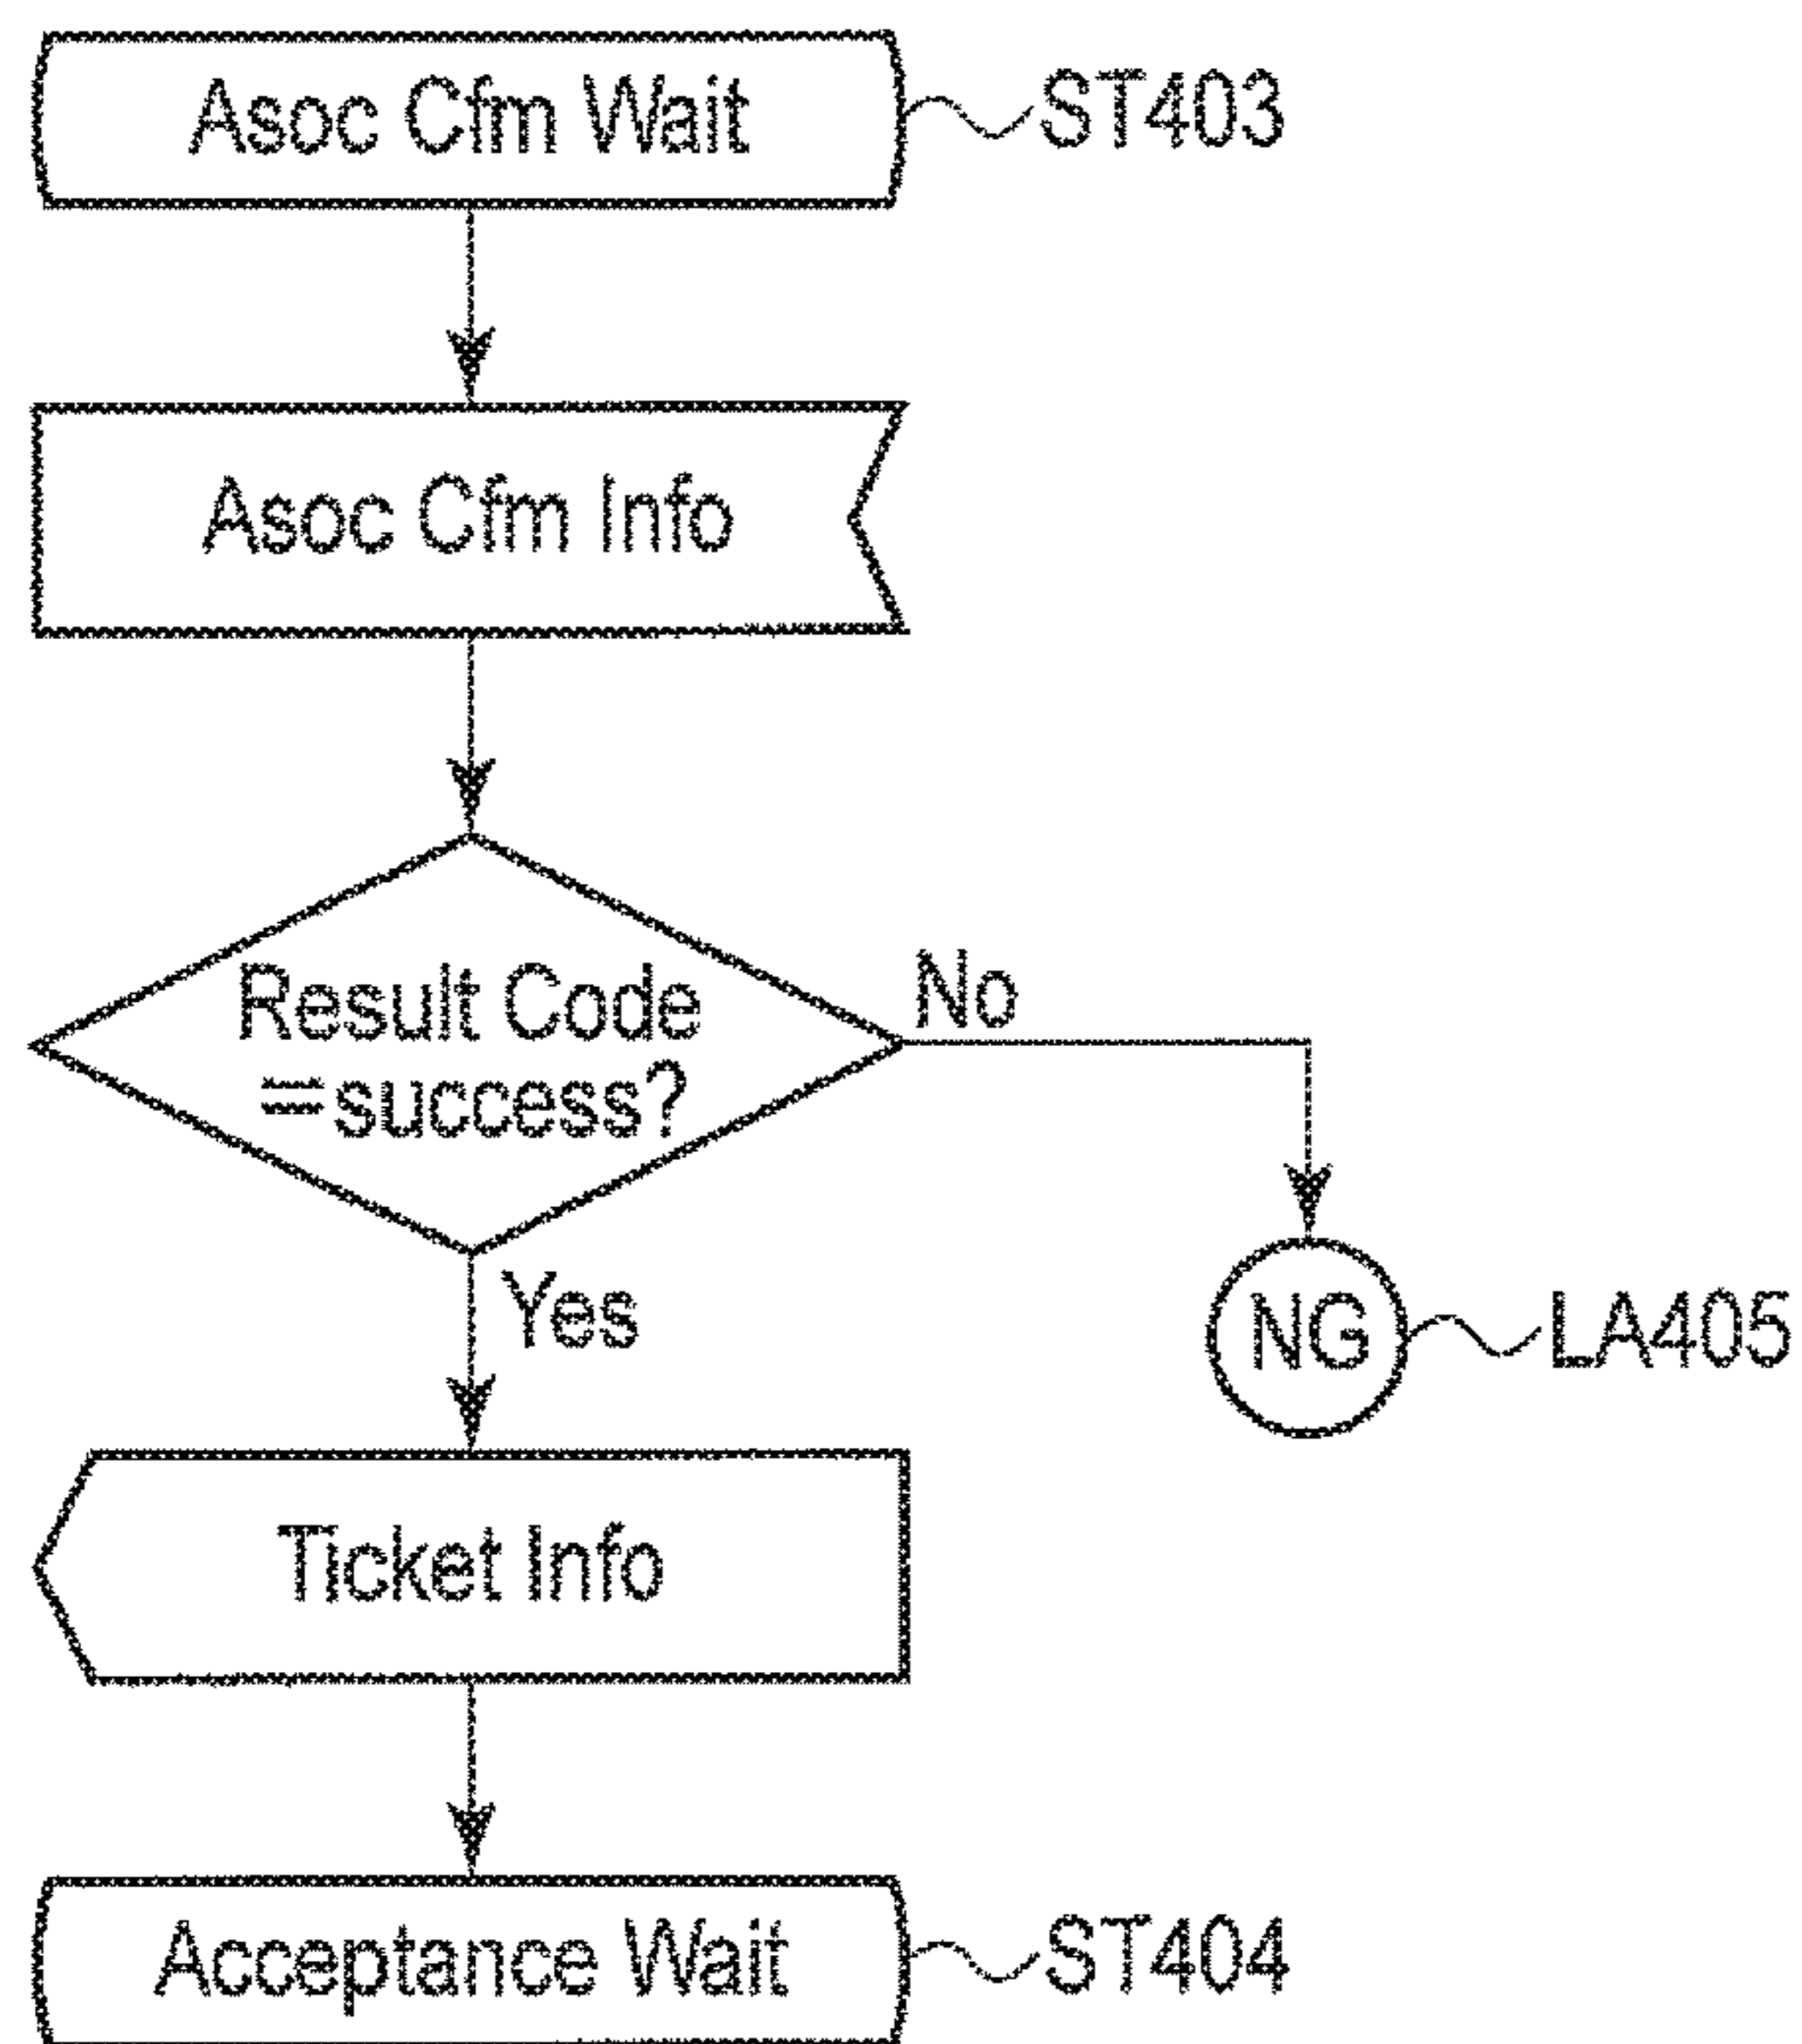 Asoc Cfm Wait
ST403
Asoc Cfm Info
Result Code
=success?
No
Yes
NG
LA405
Ticket Info
Acceptance Wait
ST404